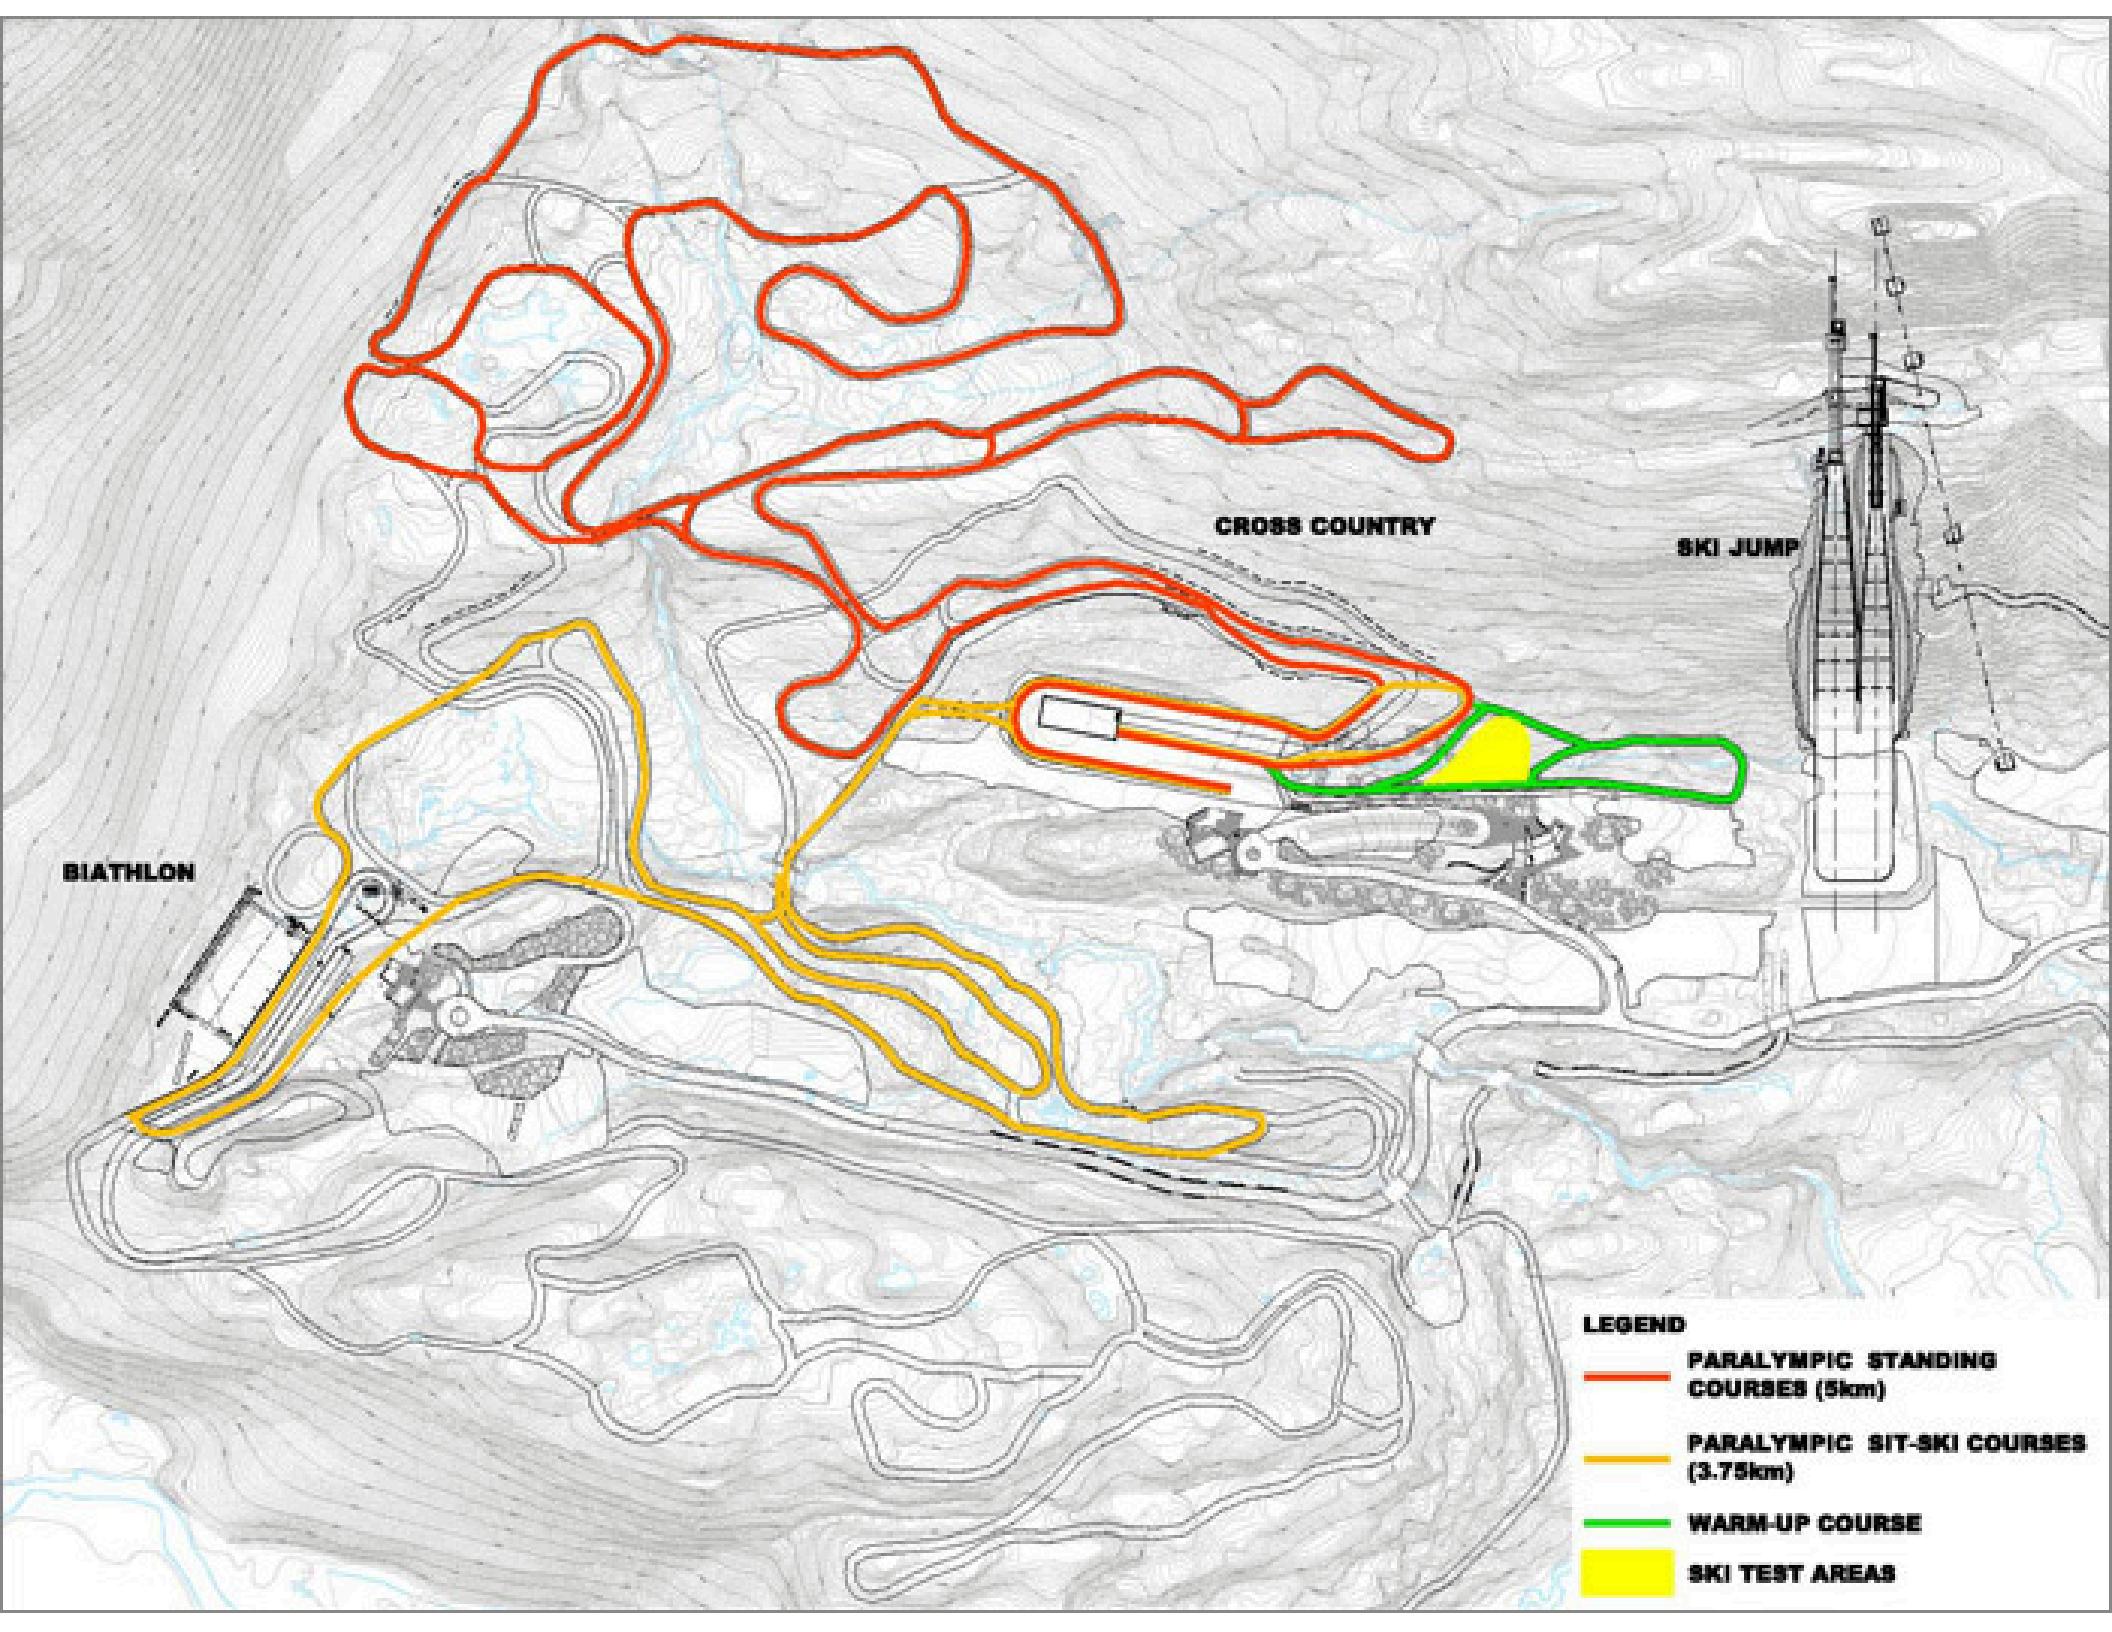 CROSS COUNTRY
SKI JUMP
BIATHLON
LEGEND
PARALYMPIC STANDING
COURSES (5km)
PARALYMPIC SIT-SKI COURSES
(3.75km)
WARM-UP COURSE
SKI TEST AREAS